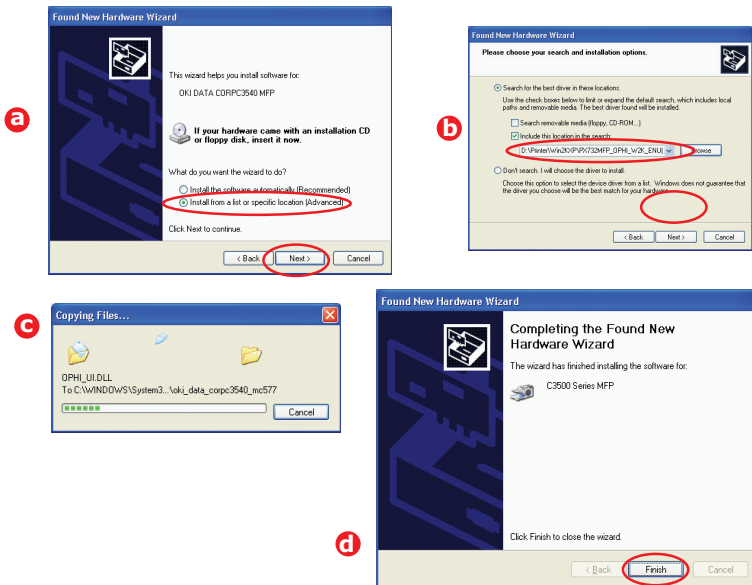 a
Found New Hardware Wizard
This wizard helps you install software for:
OKI DATA CORPC3540 MFP
If your hardware came with an installation CD
or floppy disk, insert it now.
What do you want the wizard to do?
Install the software automatically (Recommended)
Install from a list or specific location (Advanced)
Click Next to continue.
< Back
Next >
Cancel
b
Found New Hardware Wizard
Please choose your search and installation options.
Search for the best driver in these locations.
Use the check boxes below to limit or expand the default search, which includes local
paths and removable media. The best driver found will be installed.
Search removable media (floppy, CD-ROM...)
Include this location in the search:
D:\Printer\Win2KXP\PX732MFP_OPHI_W2K_ENU(
Browse
Don't search. I will choose the driver to install.
Choose this option to select the device driver from a list. Windows does not guarantee that
the driver you choose will be the best match for your hardware.
< Back
Next >
Cancel
c
Copying Files...
OPHI_UI.DLL
To C:\WINDOWS\System3...\oki_data_corpc3540_mc577
Cancel
d
Found New Hardware Wizard
Completing the Found New
Hardware Wizard
The wizard has finished installing the software for:
C3500 Series MFP
Click Finish to close the wizard.
< Back
Finish
Cancel